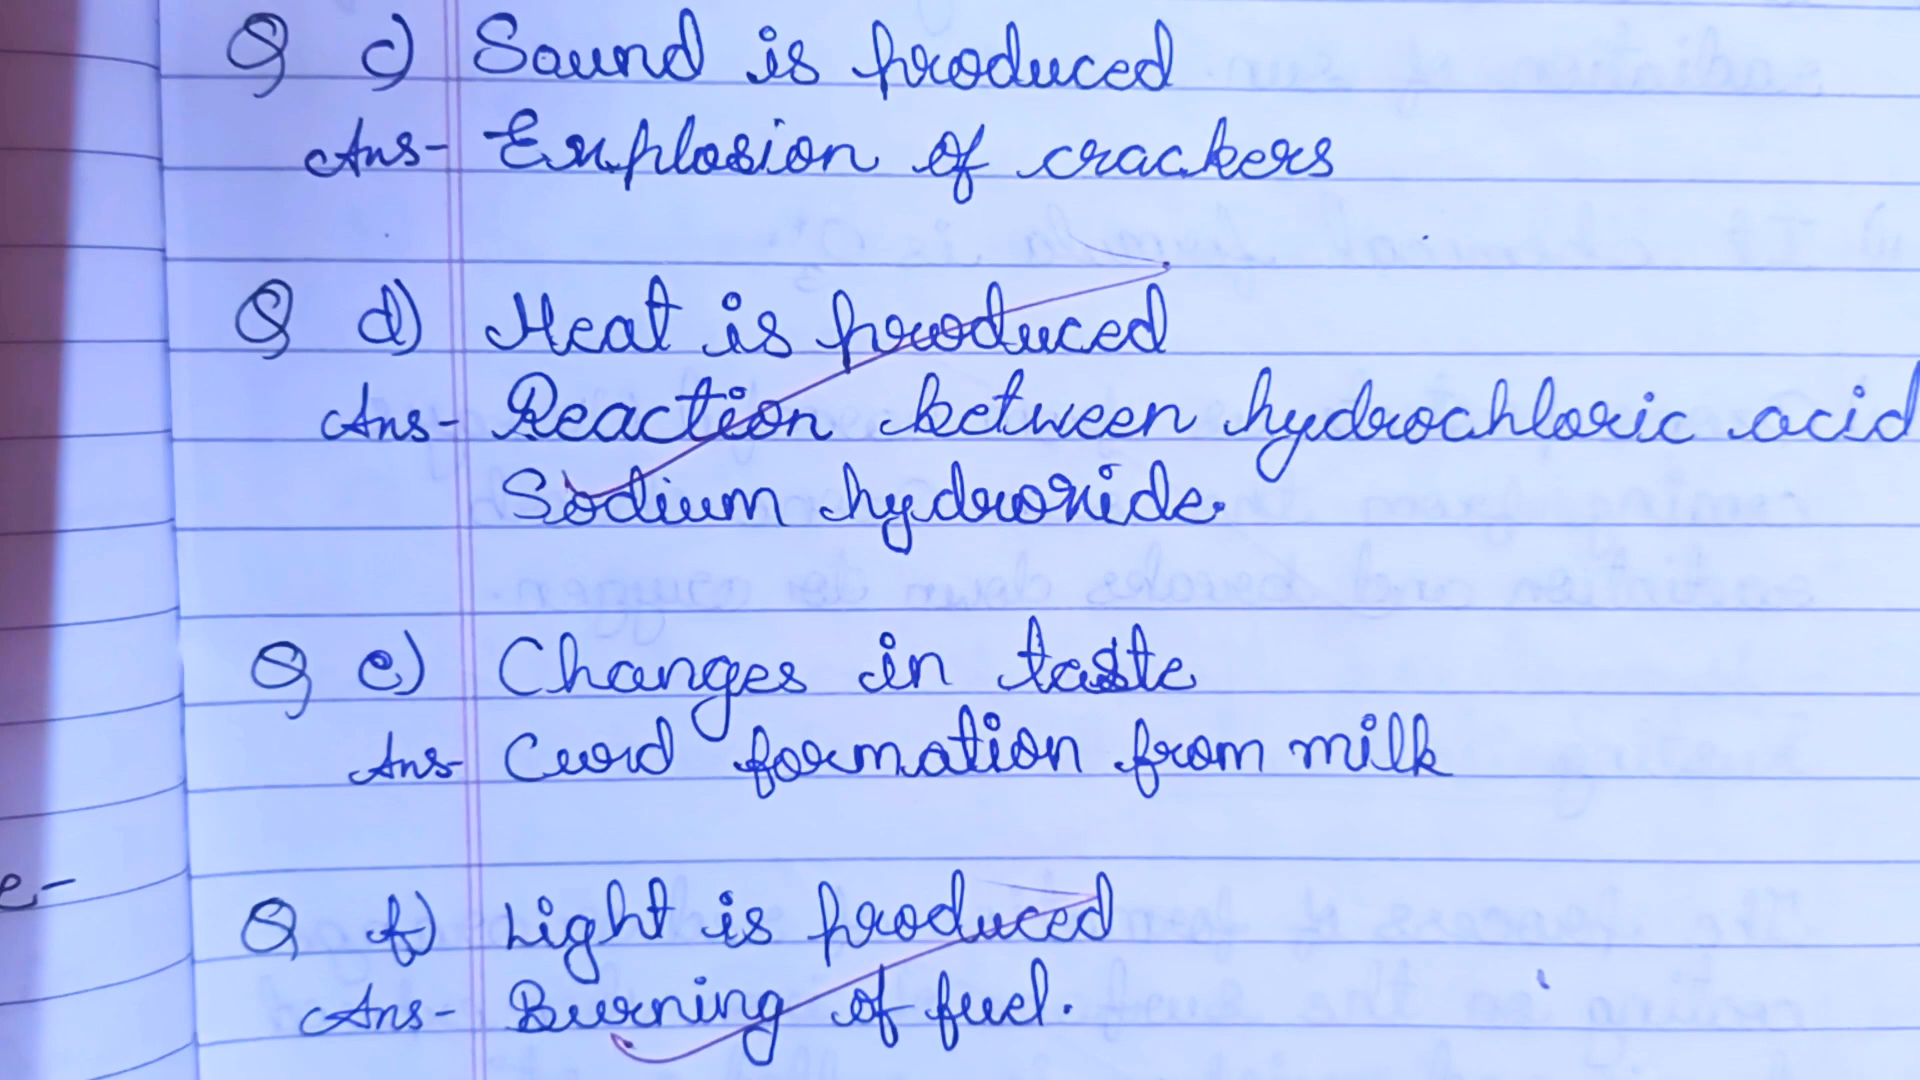 Q c) Sound is produced
Ans- Explosion of crackers
Q d) Heat is produced
Ans- Reaction between hydrochloric acid
Sodium hydroxide.
Q e) Changes in taste
Ans- Curd formation from milk
e-
Q f) Light is produced
Ans- Burning of fuel.